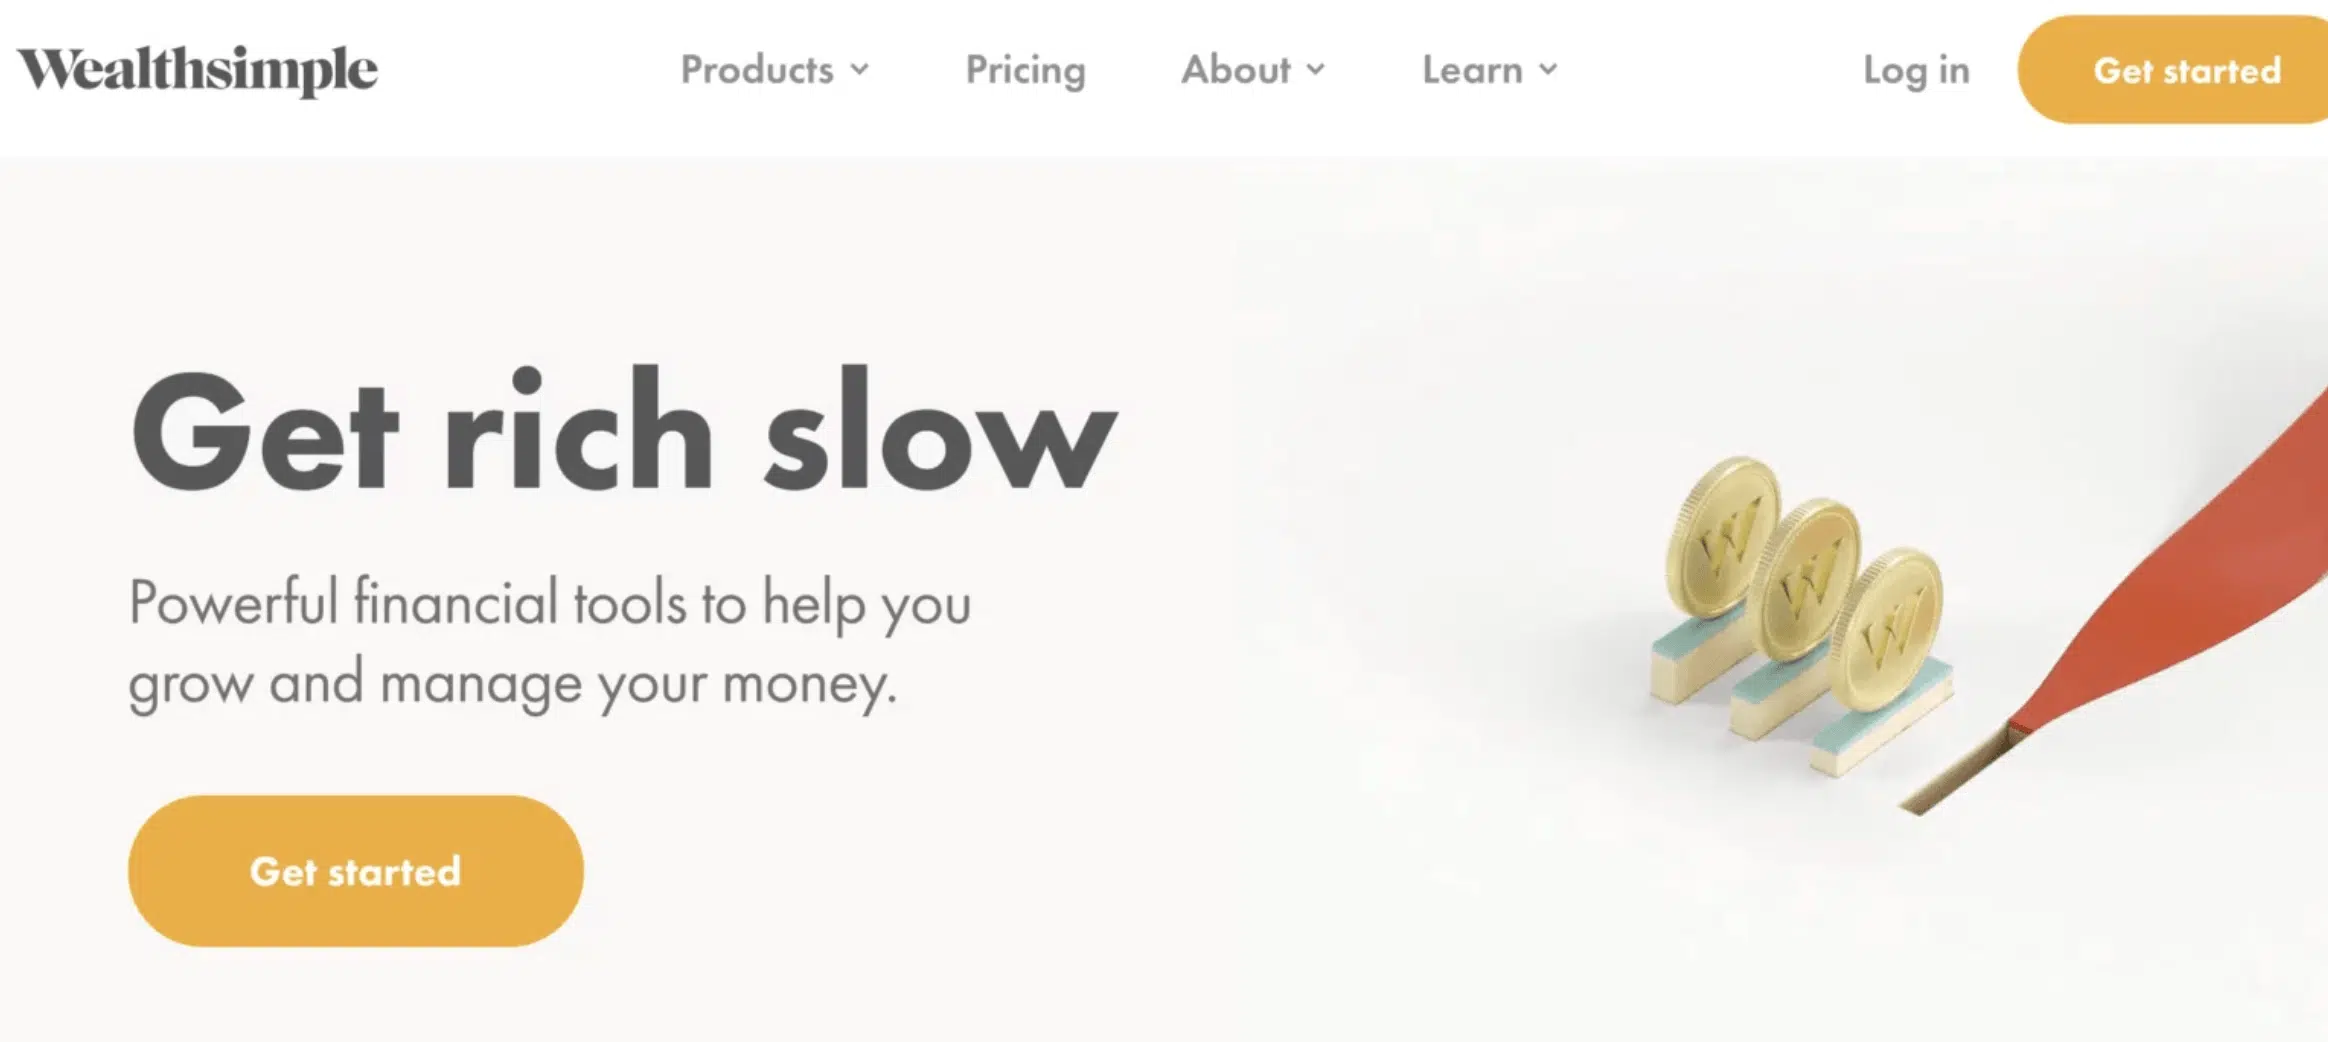 Wealthsimple
Products
Pricing
About
Learn
Log in
Get started
Get rich slow
Powerful financial tools to help you
grow and manage your money.
Get started
W
W
W